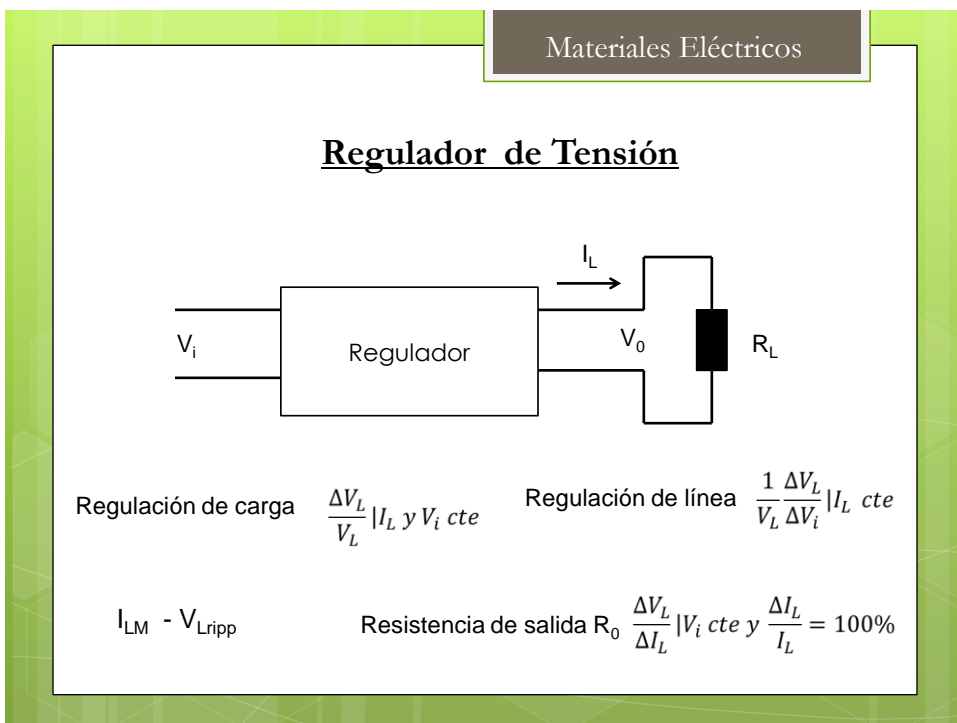 Materiales Eléctricos
Regulador de Tensión
I_L
V_i
Regulador
V_0
R_L
Regulación de carga ΔV_L/V_L |I_L y V_i cte
Regulación de línea 1/V_L ΔV_L/ΔV_i |I_L cte
I_LM - V_Lripp
Resistencia de salida R_0 ΔV_L/ΔI_L |V_i cte y ΔI_L/I_L = 100%